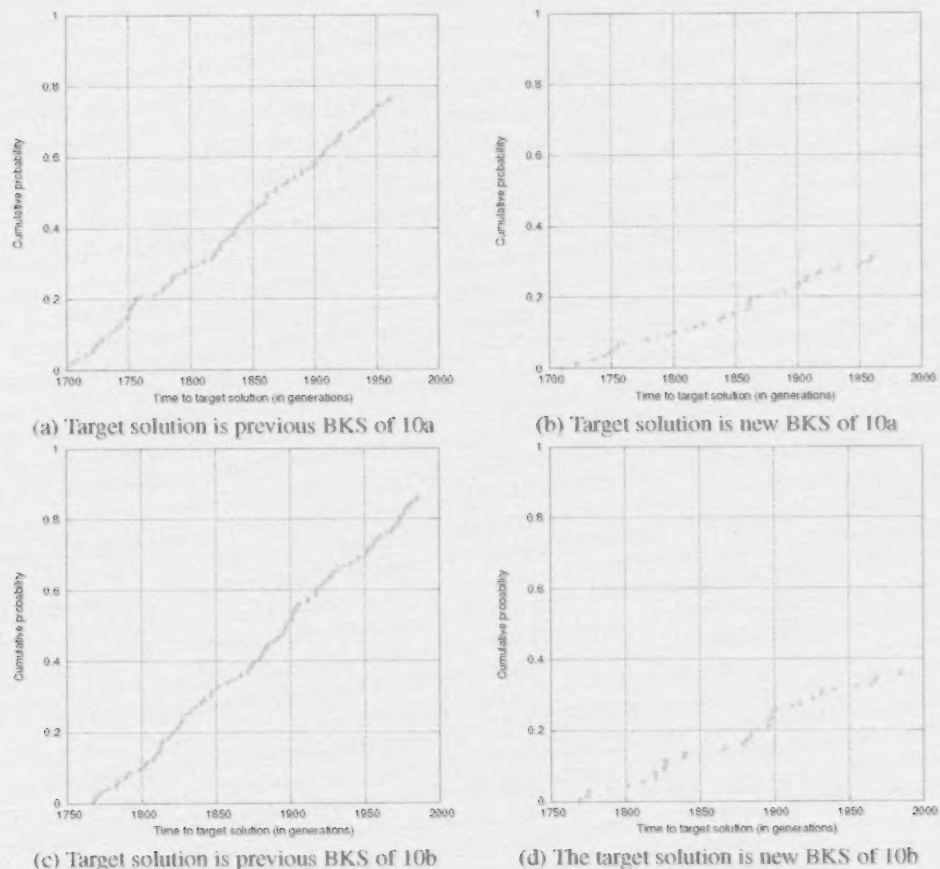 1
0.8
0.6
0.4
0.2
0
Cumulative probability
1700 1750 1800 1850 1900 1950 2000
Time to target solution (in generations)
(a) Target solution is previous BKS of 10a
1
0.8
0.6
0.4
0.2
0
Cumulative probability
1700 1750 1800 1850 1900 1950 2000
Time to target solution (in generations)
(b) Target solution is new BKS of 10a
1
0.8
0.6
0.4
0.2
0
Cumulative probability
1750 1800 1850 1900 1950 2000
Time to target solution (in generations)
(c) Target solution is previous BKS of 10b
1
0.8
0.6
0.4
0.2
0
Cumulative probability
1750 1800 1850 1900 1950 2000
Time to target solution (in generations)
(d) The target solution is new BKS of 10b